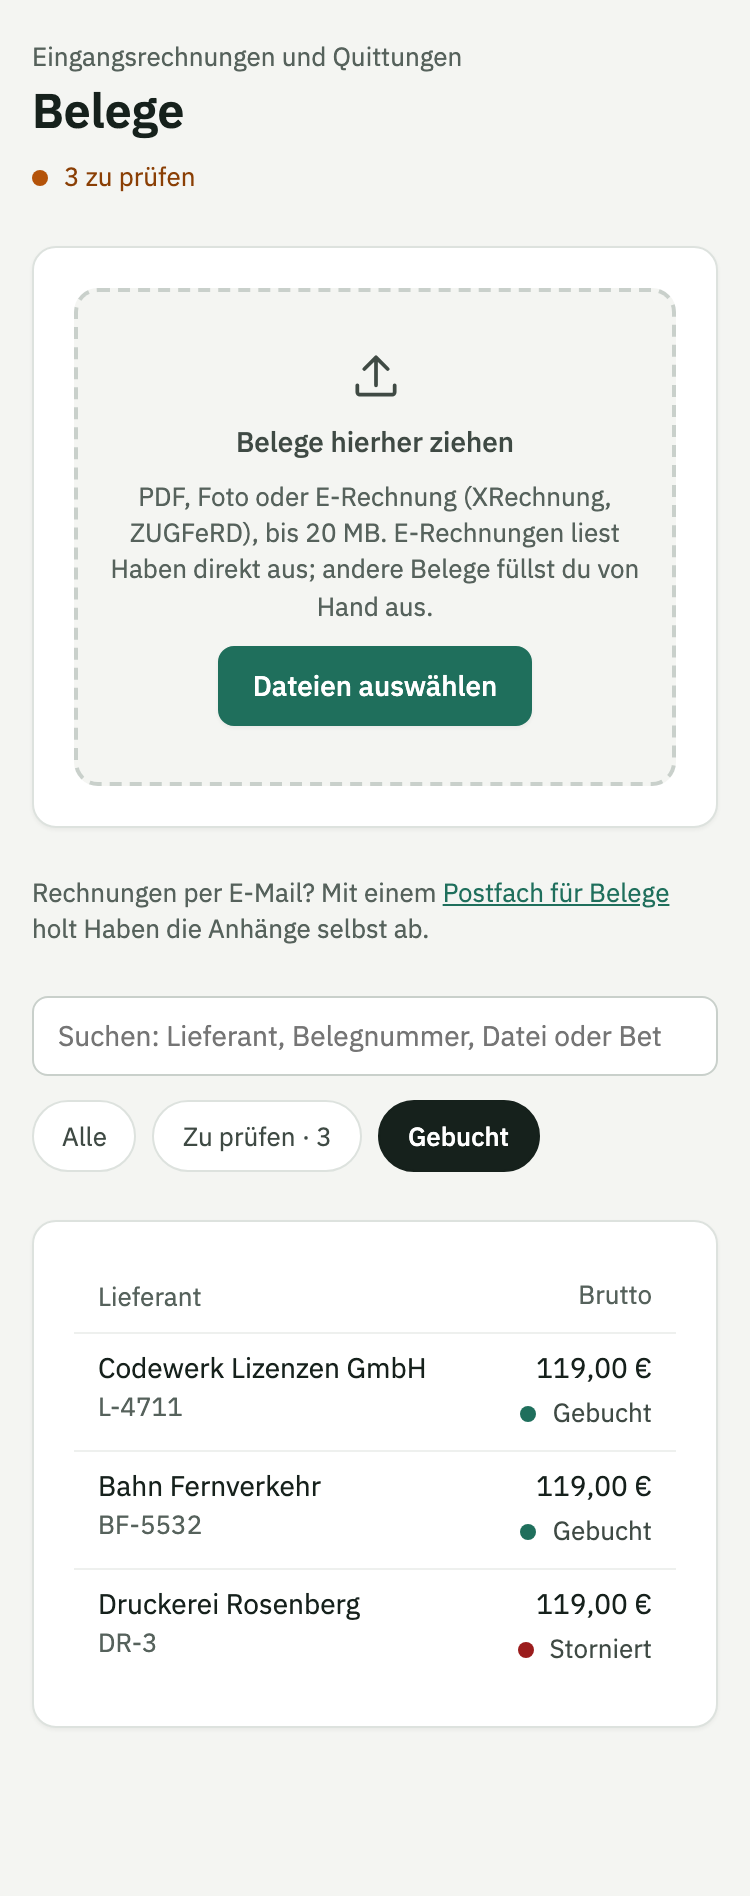 Eingangsrechnungen und Quittungen
Belege
3 zu prüfen
Belege hierher ziehen
PDF, Foto oder E-Rechnung (XRechnung,
ZUGFeRD), bis 20 MB. E-Rechnungen liest
Haben direkt aus; andere Belege füllst du von
Hand aus.
Dateien auswählen
Rechnungen per E-Mail? Mit einem Postfach für Belege
holt Haben die Anhänge selbst ab.
Suchen: Lieferant, Belegnummer, Datei oder Bet
Alle
Zu prüfen · 3
Gebucht
Lieferant Brutto
Codewerk Lizenzen GmbH 119,00 €
L-4711 Gebucht
Bahn Fernverkehr 119,00 €
BF-5532 Gebucht
Druckerei Rosenberg 119,00 €
DR-3 Storniert